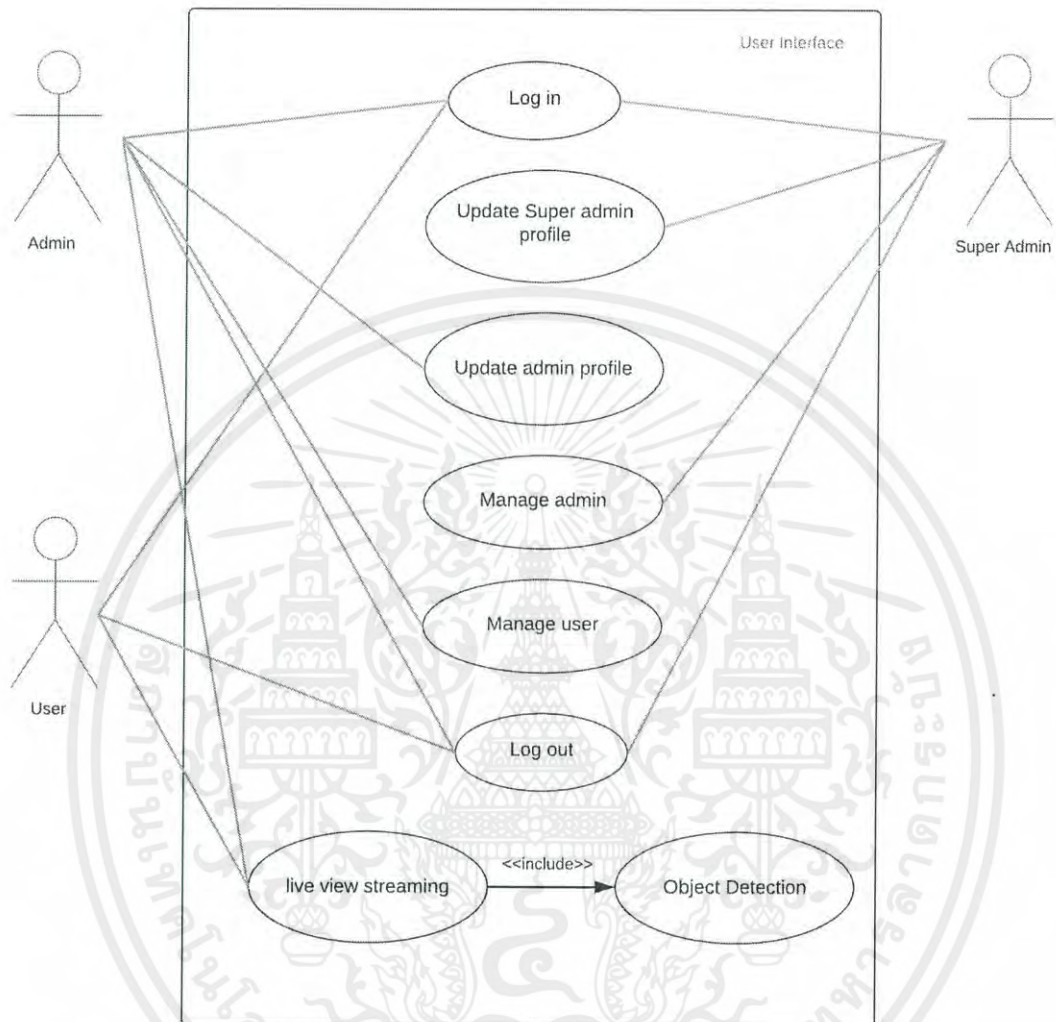 User Interface
Log in
Admin
Super Admin
Update Super admin
profile
Update admin profile
Manage admin
Manage user
User
Log out
live view streaming
<<include>>
Object Detection